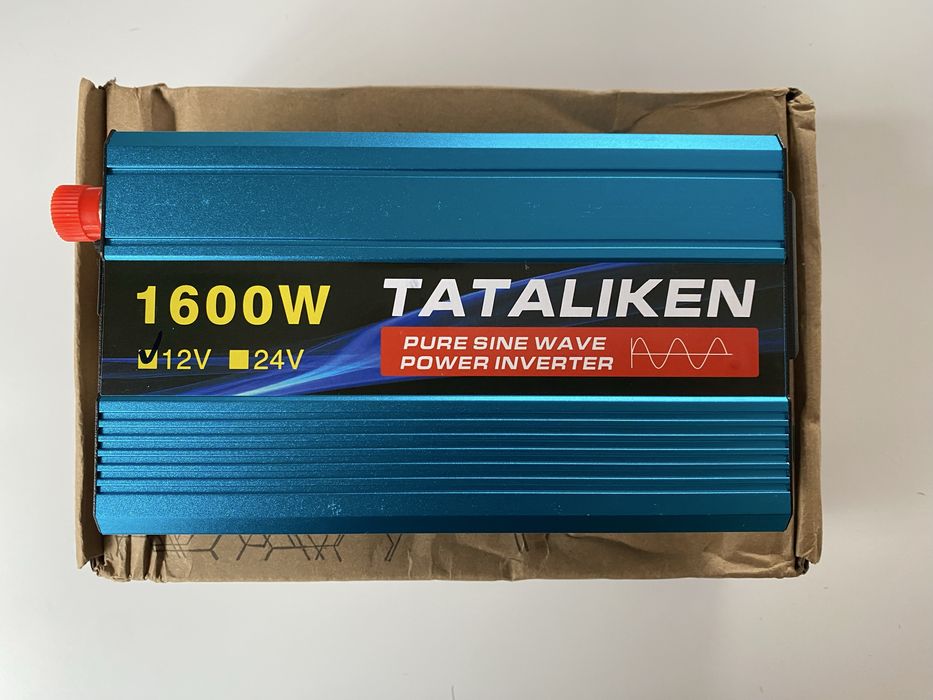 1600W
12V 24V
TATALIKEN
PURE SINE WAVE
POWER INVERTER